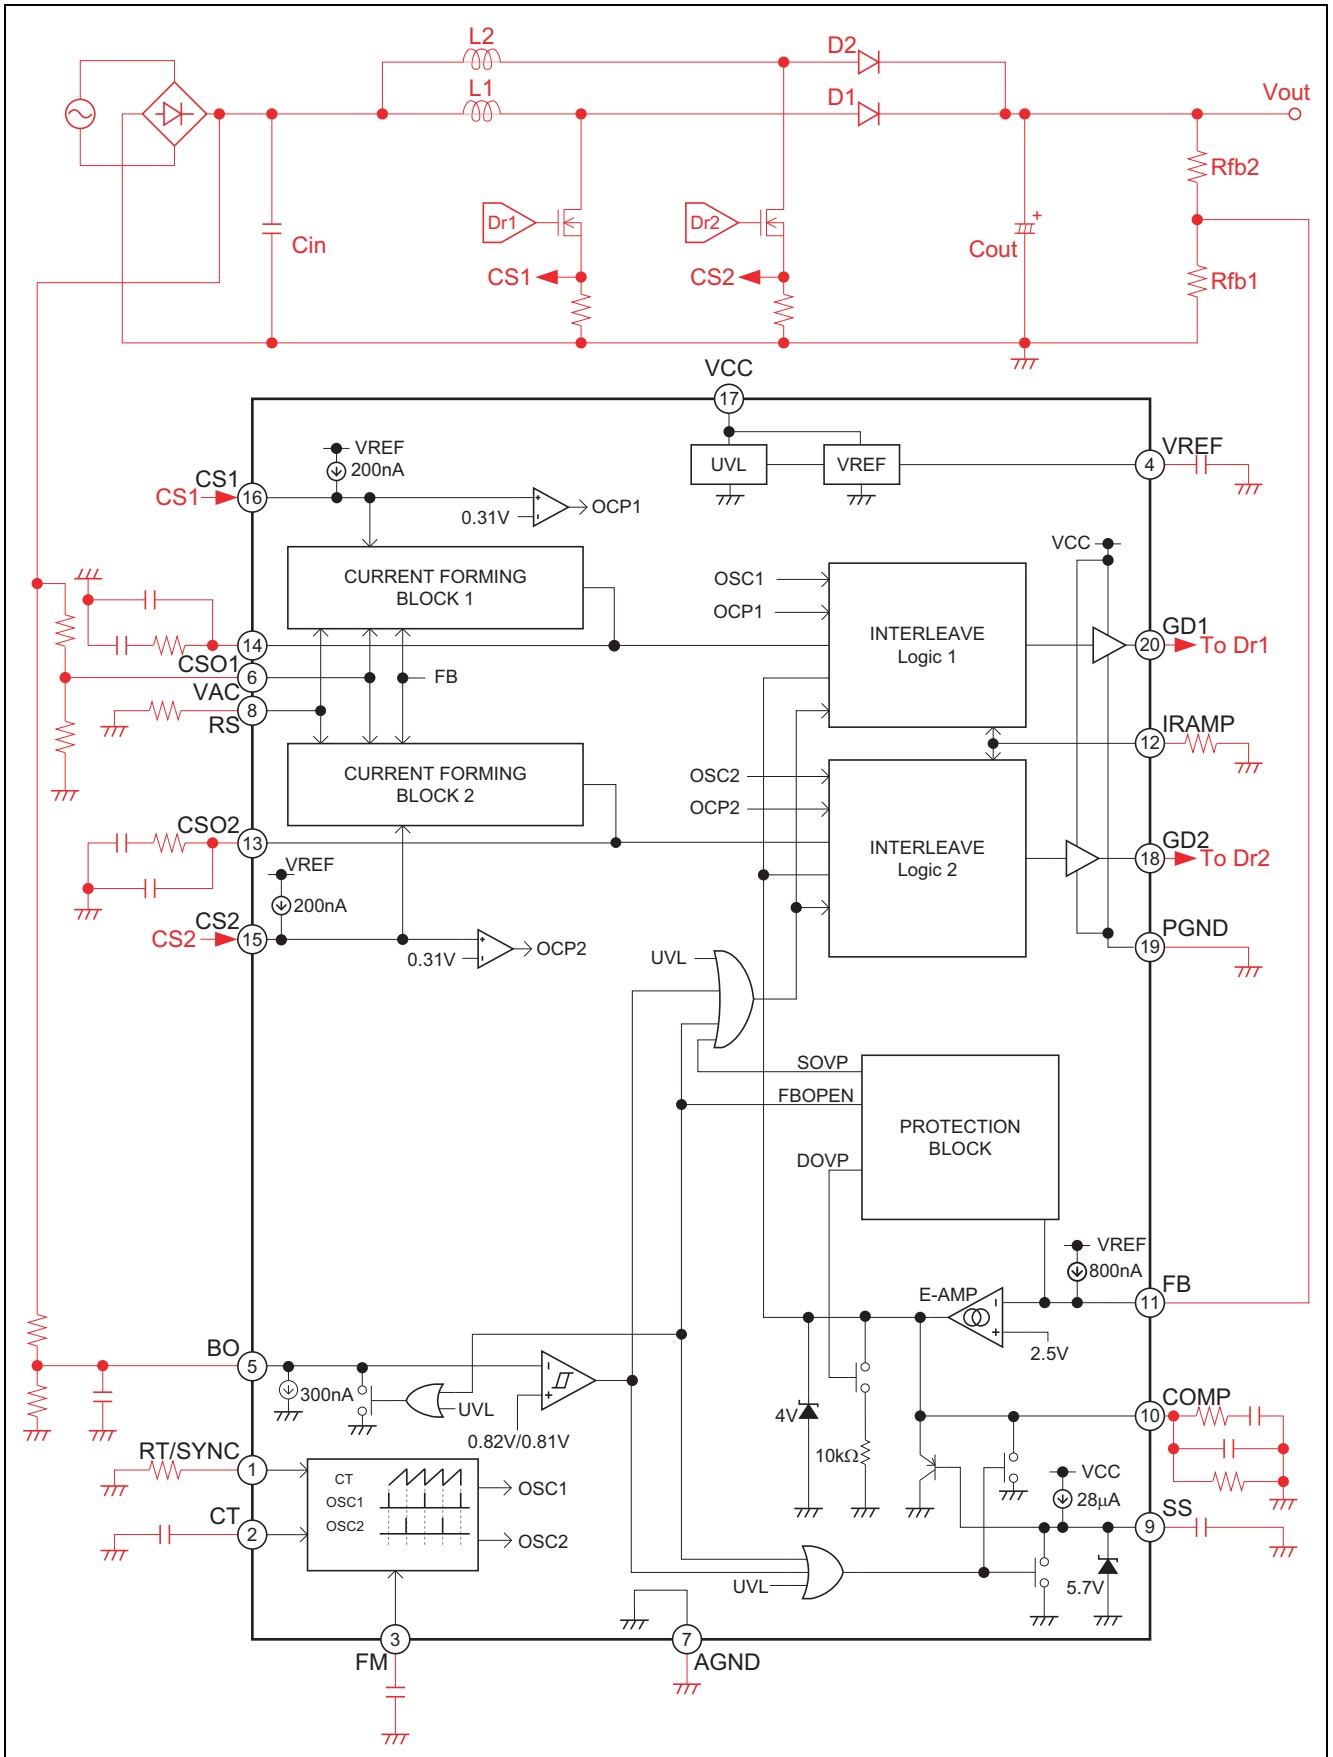 L2
D2
L1
D1
Vout
Rfb2
Dr1
Dr2
Cin
CS1
CS2
Cout
Rfb1
VCC
17
VREF
200nA
UVL
VREF
4
VREF
CS1
CS1
16
0.31V
OCP1
VCC
CURRENT FORMING
BLOCK 1
OSC1
OCP1
INTERLEAVE
Logic 1
GD1
14
20
To Dr1
CSO1
6
FB
VAC
8
RS
IRAMP
12
CURRENT FORMING
BLOCK 2
OSC2
OCP2
CSO2
13
INTERLEAVE
Logic 2
GD2
18
To Dr2
VREF
200nA
CS2
CS2
15
0.31V
OCP2
PGND
19
UVL
SOVP
FBOPEN
PROTECTION
BLOCK
DOVP
VREF
800nA
E-AMP
FB
11
2.5V
BO
5
300nA
UVL
0.82V/0.81V
4V
10kΩ
COMP
10
RT/SYNC
1
CT
OSC1
OSC2
OSC1
OSC2
VCC
28μA
SS
9
CT
2
UVL
5.7V
3
FM
7
AGND